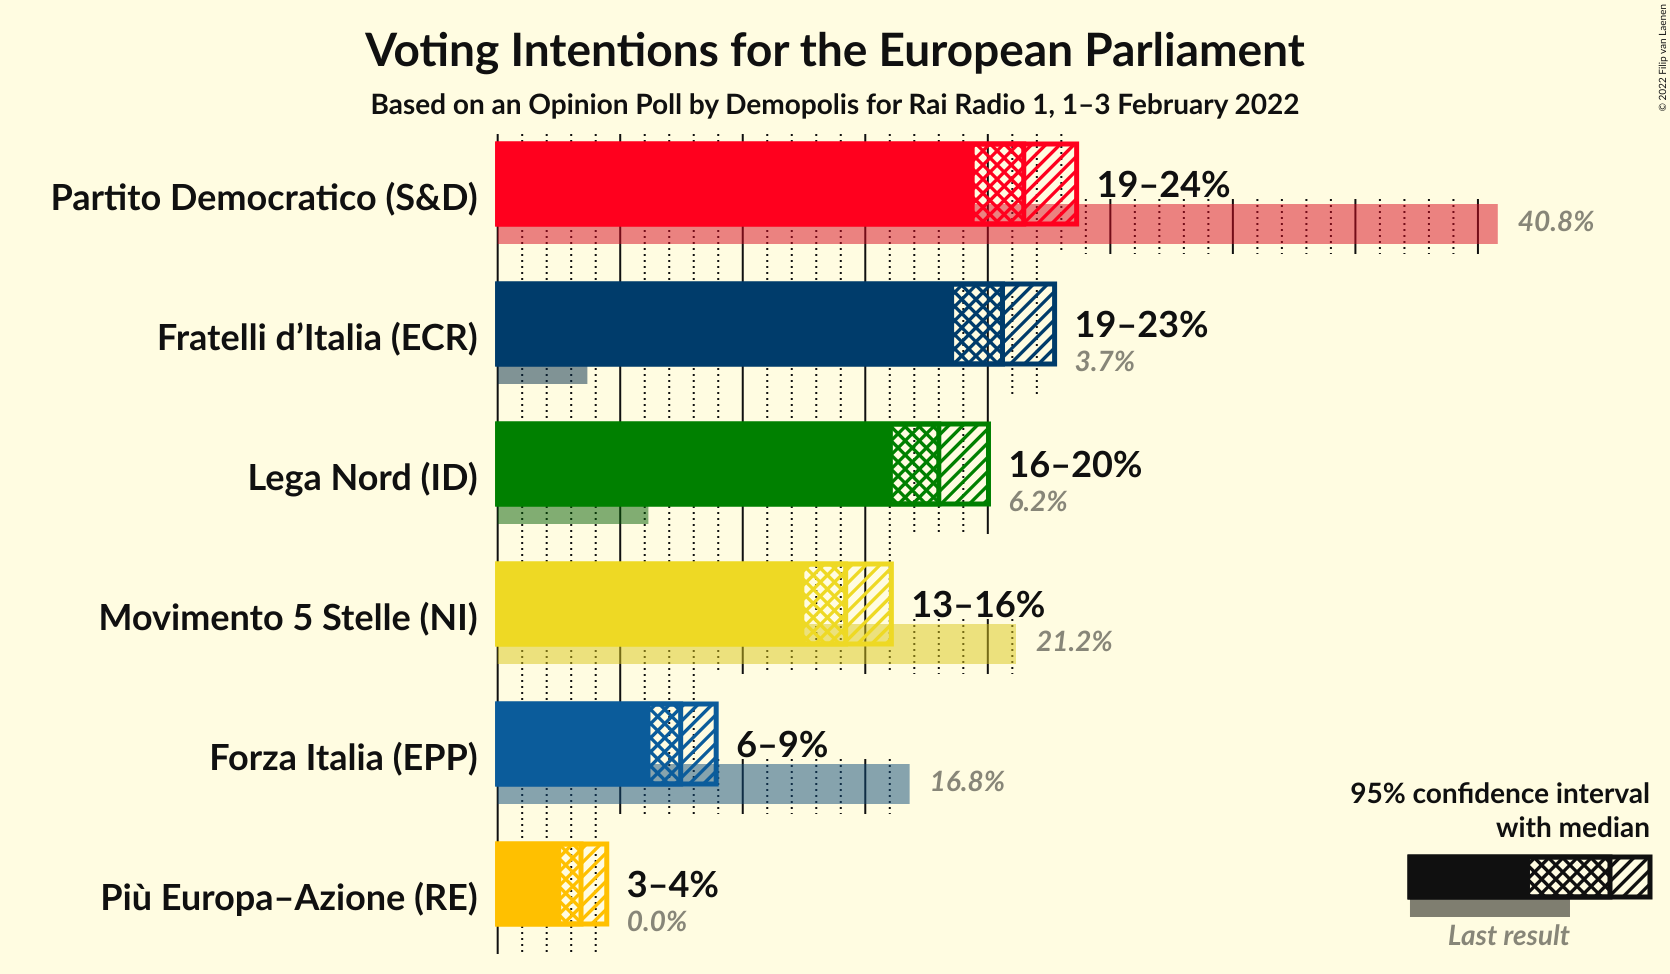 Voting Intentions for the European Parliament
Based on an Opinion Poll by Demopolis for Rai Radio 1, 1–3 February 2022
© 2022 Filip van Laenen
Partito Democratico (S&D)
19–24%
40.8%
Fratelli d’Italia (ECR)
19–23%
3.7%
Lega Nord (ID)
16–20%
6.2%
Movimento 5 Stelle (NI)
13–16%
21.2%
Forza Italia (EPP)
6–9%
16.8%
Più Europa–Azione (RE)
3–4%
0.0%
95% confidence interval
with median
Last result